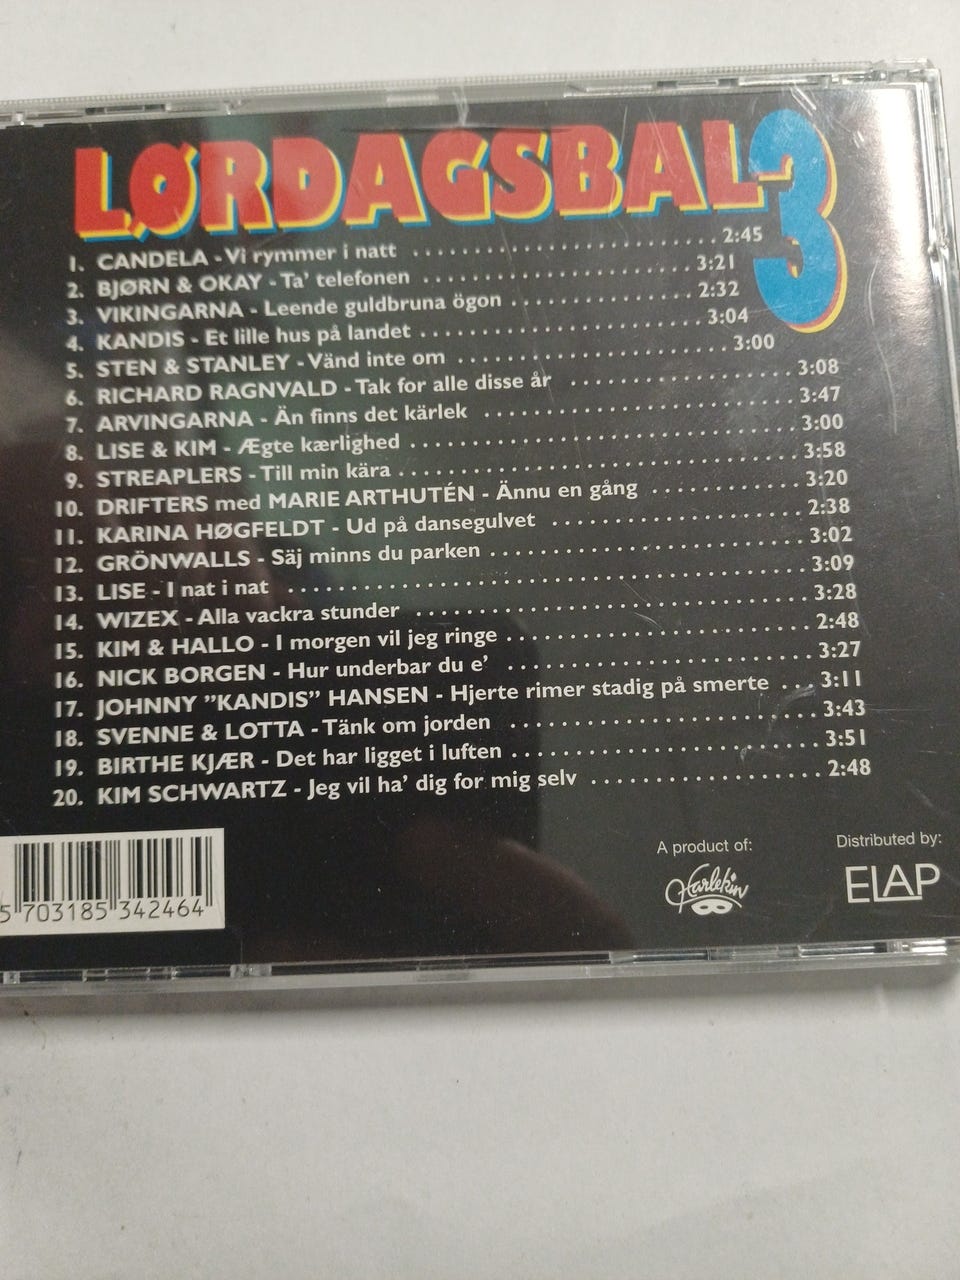 LØRDAGSBAL 3
1. CANDELA - Vi rymmer i natt 2:45
2. BJØRN & OKAY - Ta' telefonen 3:21
3. VIKINGARNA - Leende guldbruna ögon 2:32
4. KANDIS - Et lille hus på landet 3:04
5. STEN & STANLEY - Vänd inte om 3:00
6. RICHARD RAGNVALD - Tak for alle disse år 3:08
7. ARVINGARNA - Än finns det kärlek 3:47
8. LISE & KIM - Ægte kærlighed 3:00
9. STREAPLERS - Till min kära 3:58
10. DRIFTERS med MARIE ARTHUTÉN - Ännu en gång 3:20
11. KARINA HØGFELDT - Ud på dansegulvet 2:38
12. GRÖNWALLS - Säj minns du parken 3:02
13. LISE - I nat i nat 3:09
14. WIZEX - Alla vackra stunder 3:28
15. KIM & HALLO - I morgen vil jeg ringe 2:48
16. NICK BORGEN - Hur underbar du e' 3:27
17. JOHNNY "KANDIS" HANSEN - Hjerte rimer stadig på smerte 3:11
18. SVENNE & LOTTA - Tänk om jorden 3:43
19. BIRTHE KJÆR - Det har ligget i luften 3:51
20. KIM SCHWARTZ - Jeg vil ha' dig for mig selv 2:48
A product of:
Harlekin
Distributed by:
ELAP
5 703185 342464